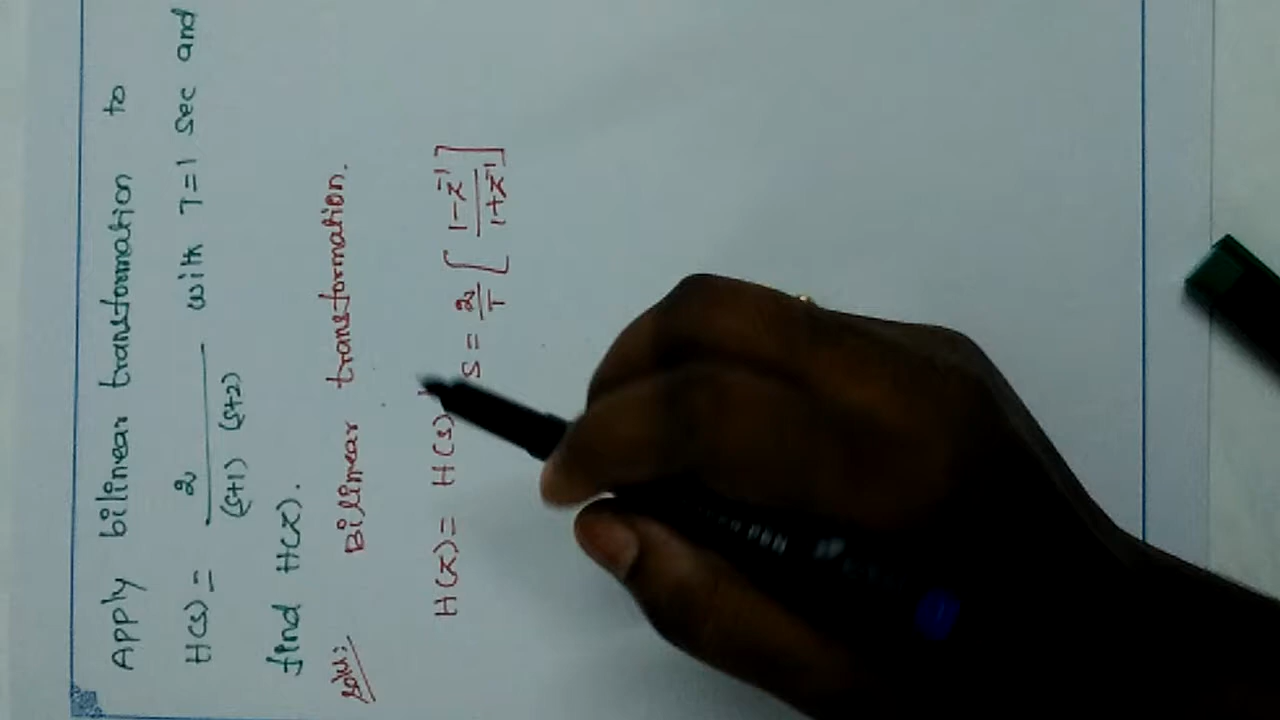 Apply bilinear transformation to
H(s) = 2 / (s+1) (s+2) with T=1 sec and
find H(z).
Soln:
Bilinear transformation.
H(z) = H(s) | s = 2/T [ 1-z⁻¹ / 1+z⁻¹ ]